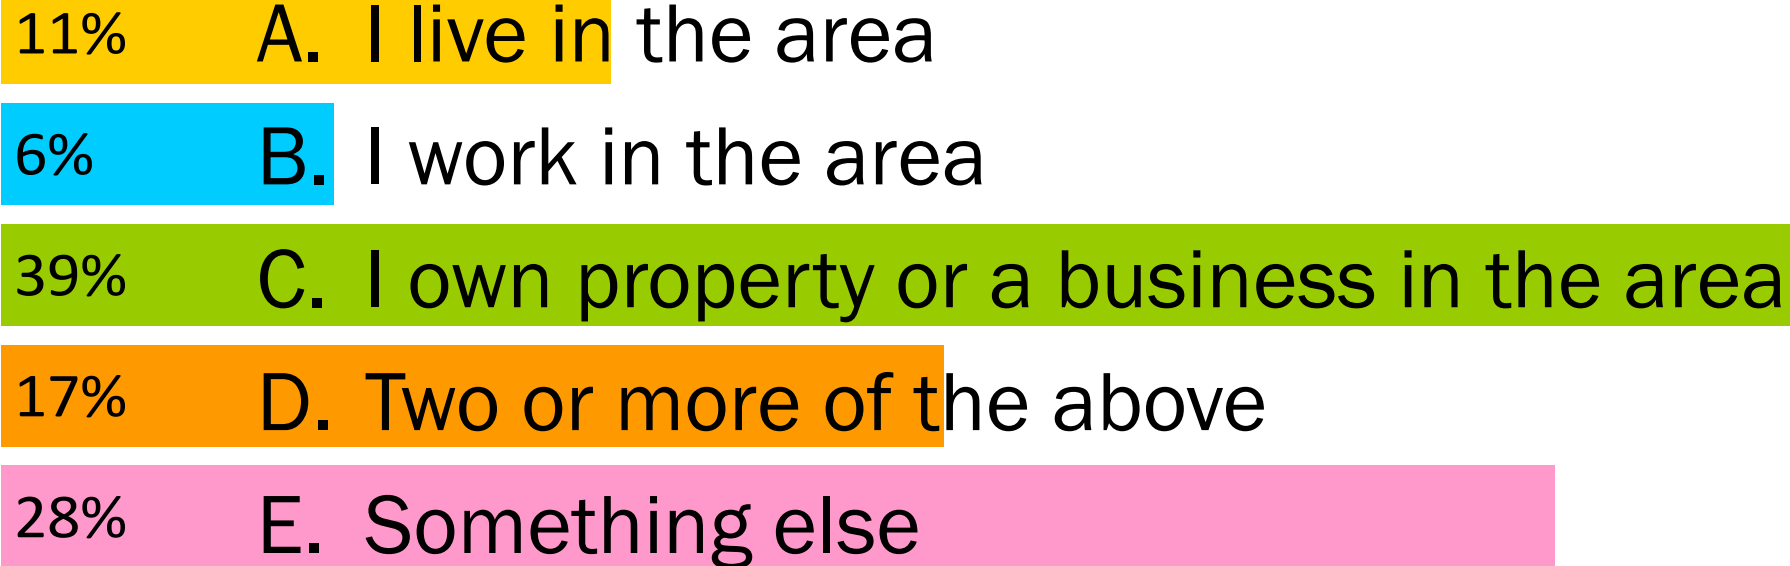 11% A. I live in the area
6% B. I work in the area
39% C. I own property or a business in the area
17% D. Two or more of the above
28% E. Something else